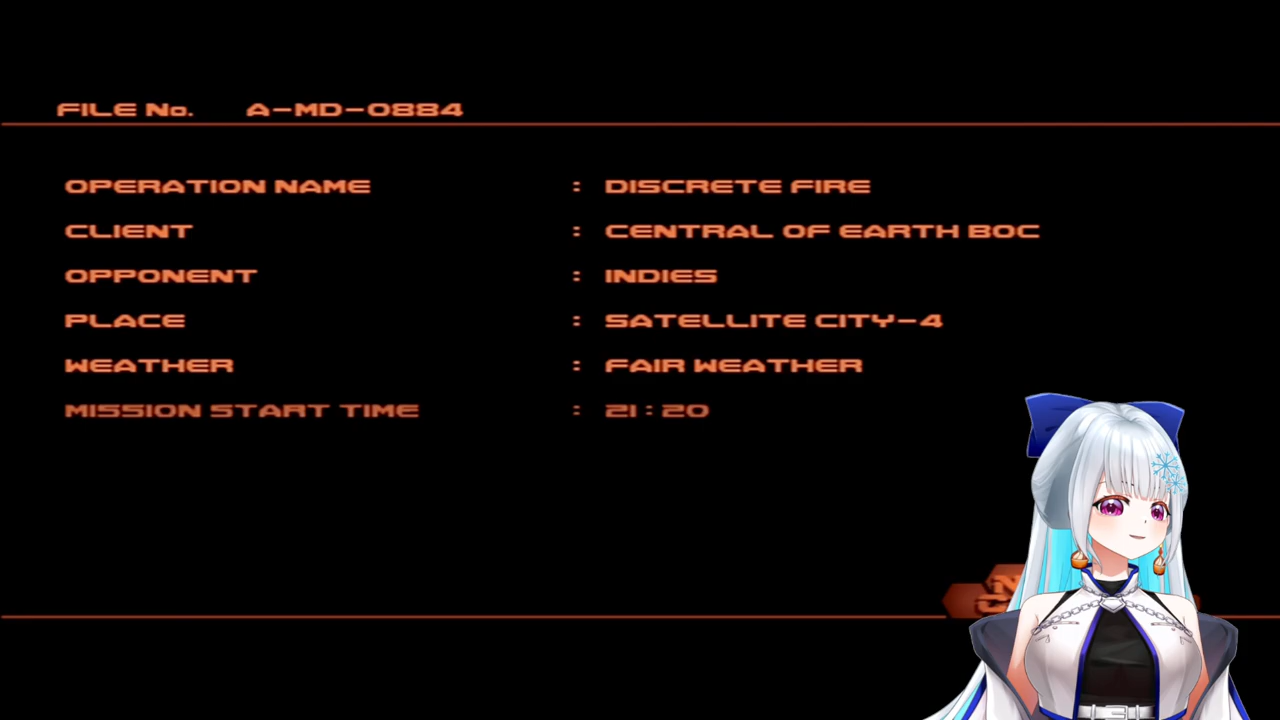 FILE No. A-MD-0884
OPERATION NAME : DISCRETE FIRE
CLIENT : CENTRAL OF EARTH BOC
OPPONENT : INDIES
PLACE : SATELLITE CITY-4
WEATHER : FAIR WEATHER
MISSION START TIME : 21 : 20